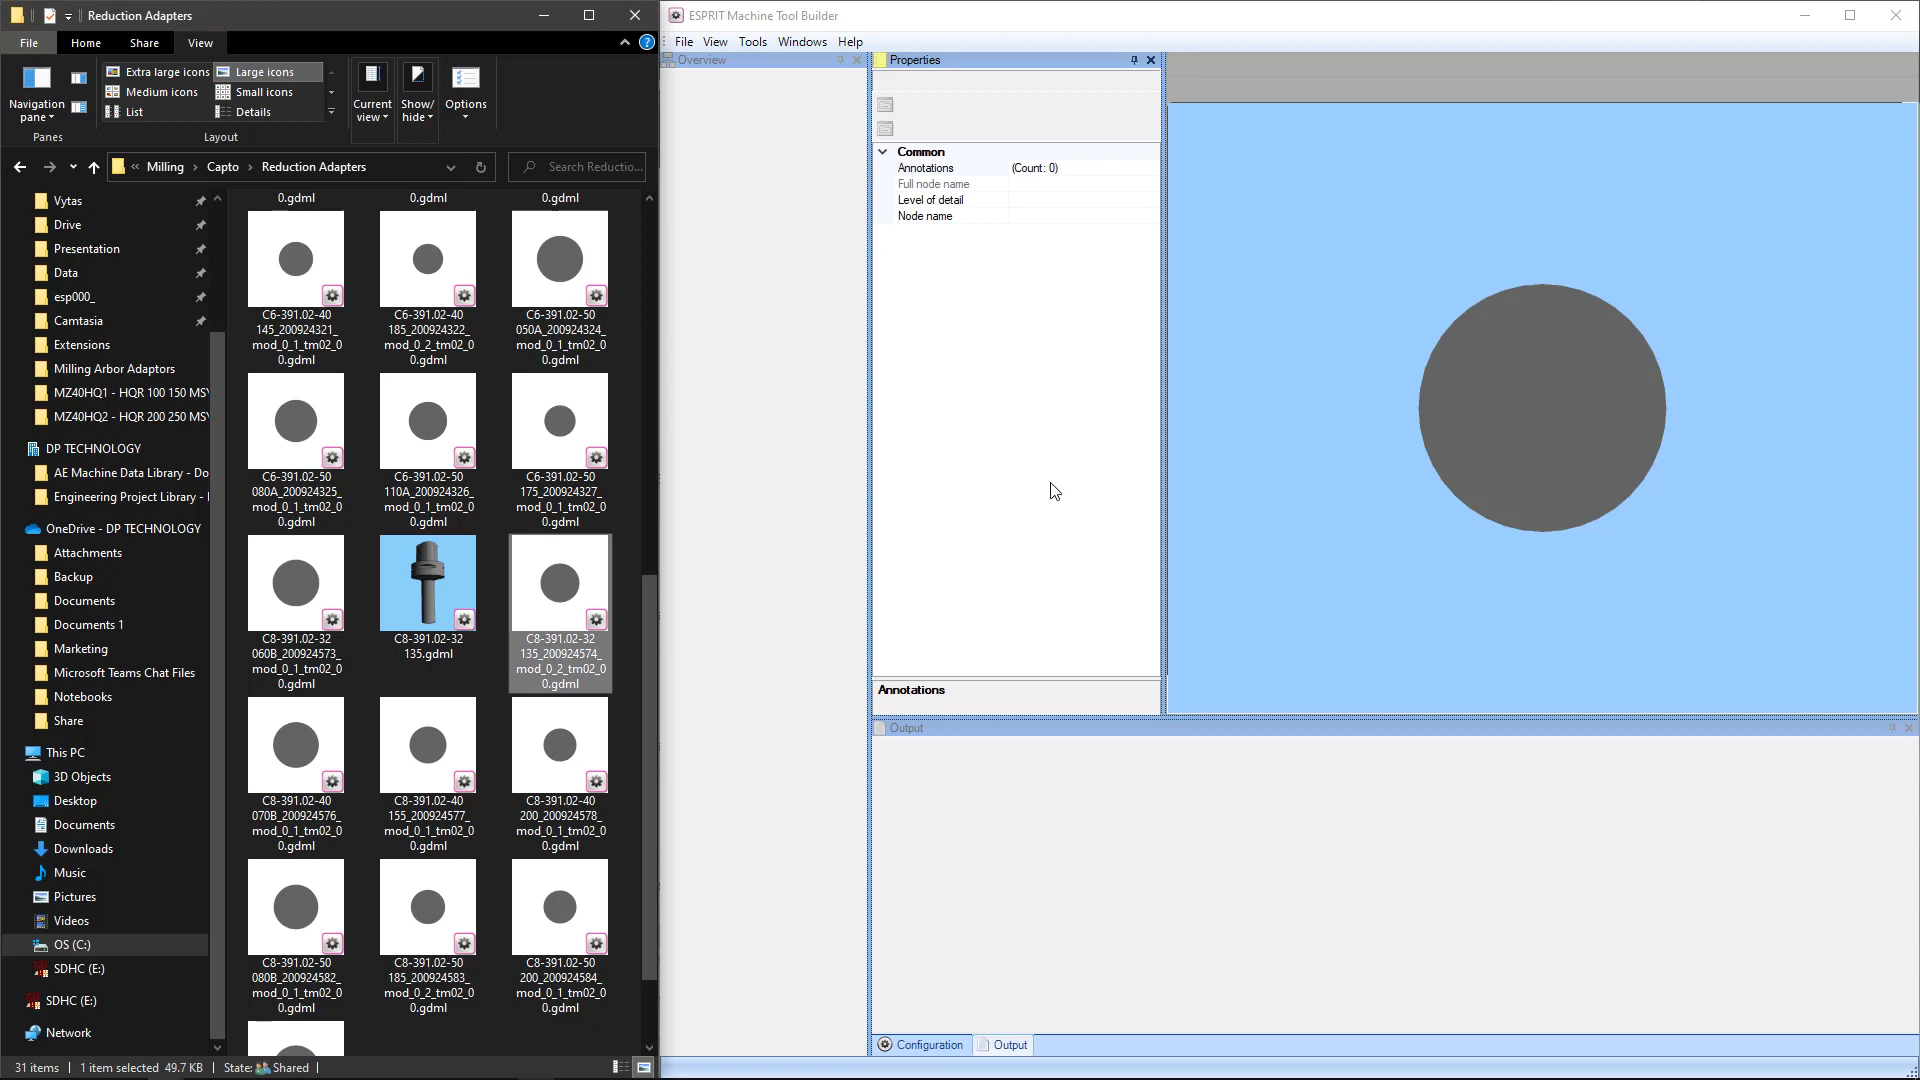 Reduction Adapters
File
Home
Share
View
Navigation
pane
Panes
Extra large icons
Large icons
Medium icons
Small icons
List
Details
Layout
Current
view
Show/
hide
Options
« Milling > Capto > Reduction Adapters
Search Reductio...
Vytas
Drive
Presentation
Data
esp000_
Camtasia
Extensions
Milling Arbor Adaptors
MZ40HQ1 - HQR 100 150 MSY
MZ40HQ2 - HQR 200 250 MSY
DP TECHNOLOGY
AE Machine Data Library - Do
Engineering Project Library -
OneDrive - DP TECHNOLOGY
Attachments
Backup
Documents
Documents 1
Marketing
Microsoft Teams Chat Files
Notebooks
Share
This PC
3D Objects
Desktop
Documents
Downloads
Music
Pictures
Videos
OS (C:)
SDHC (E:)
SDHC (E:)
Network
0.gdml
0.gdml
0.gdml
C6-391.02-40
145_200924321_
mod_0_1_tm02_0
0.gdml
C6-391.02-40
185_200924322_
mod_0_2_tm02_0
0.gdml
C6-391.02-50
050A_200924324_
mod_0_1_tm02_0
0.gdml
C6-391.02-50
080A_200924325_
mod_0_1_tm02_0
0.gdml
C6-391.02-50
110A_200924326_
mod_0_1_tm02_0
0.gdml
C6-391.02-50
175_200924327_
mod_0_1_tm02_0
0.gdml
C8-391.02-32
060B_200924573_
mod_0_1_tm02_0
0.gdml
C8-391.02-32
135.gdml
C8-391.02-32
135_200924574_
mod_0_2_tm02_0
0.gdml
C8-391.02-40
070B_200924576_
mod_0_1_tm02_0
0.gdml
C8-391.02-40
155_200924577_
mod_0_1_tm02_0
0.gdml
C8-391.02-40
200_200924578_
mod_0_1_tm02_0
0.gdml
C8-391.02-50
080B_200924582_
mod_0_1_tm02_0
0.gdml
C8-391.02-50
185_200924583_
mod_0_2_tm02_0
0.gdml
C8-391.02-50
200_200924584_
mod_0_1_tm02_0
0.gdml
31 items
1 item selected 49.7 KB
State: Shared
ESPRIT Machine Tool Builder
File
View
Tools
Windows
Help
Overview
Properties
Common
Annotations (Count: 0)
Full node name
Level of detail
Node name
Annotations
Output
Configuration
Output